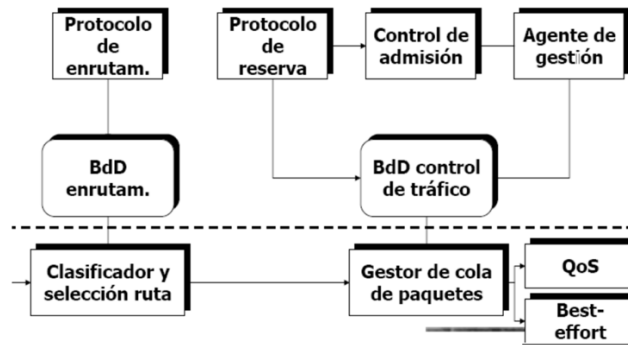 Protocolo
de
enrutam.
Protocolo
de
reserva
Control de
admisión
Agente de
gestión
BdD
enrutam.
BdD control
de tráfico
Clasificador y
selección ruta
Gestor de cola
de paquetes
QoS
Best-
effort